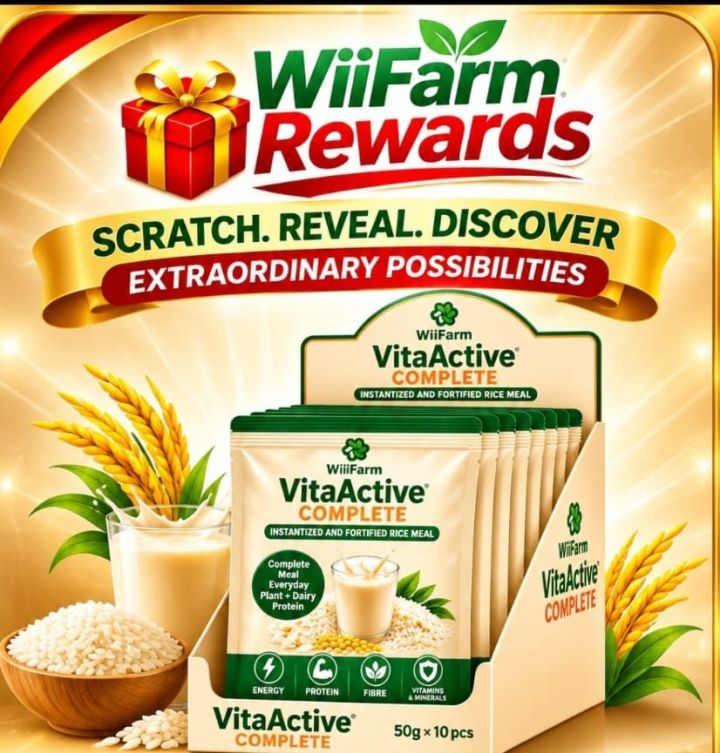 WiiFarm
Rewards
SCRATCH. REVEAL. DISCOVER
EXTRAORDINARY POSSIBILITIES
WiiFarm
VitaActive®
COMPLETE
INSTANTIZED AND FORTIFIED RICE MEAL
WiiiFarm
VitaActive®
COMPLETE
INSTANTIZED AND FORTIFIED RICE MEAL
Complete
Meal
Everyday
Plant + Dairy
Protein
ENERGY
PROTEIN
FIBRE
VITAMINS
& MINERALS
WiiFarm
VitaActive®
COMPLETE
VitaActive®
COMPLETE
50g × 10 pcs